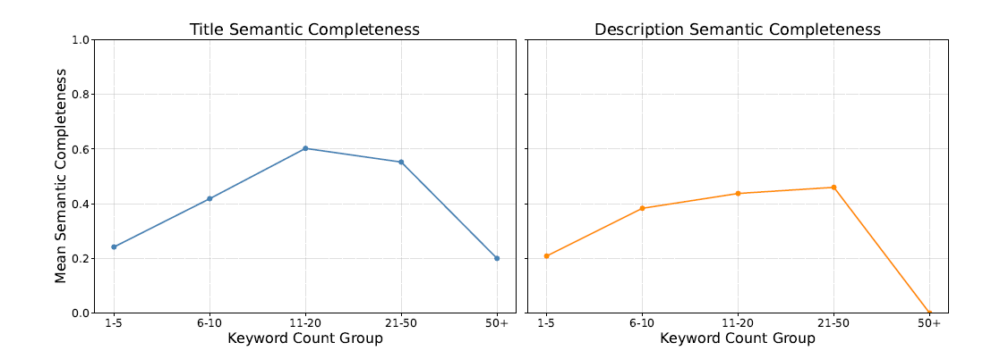 Title Semantic Completeness
Mean Semantic Completeness
1.0
0.8
0.6
0.4
0.2
0.0
1-5 6-10 11-20 21-50 50+
Keyword Count Group
Description Semantic Completeness
1-5 6-10 11-20 21-50 50+
Keyword Count Group